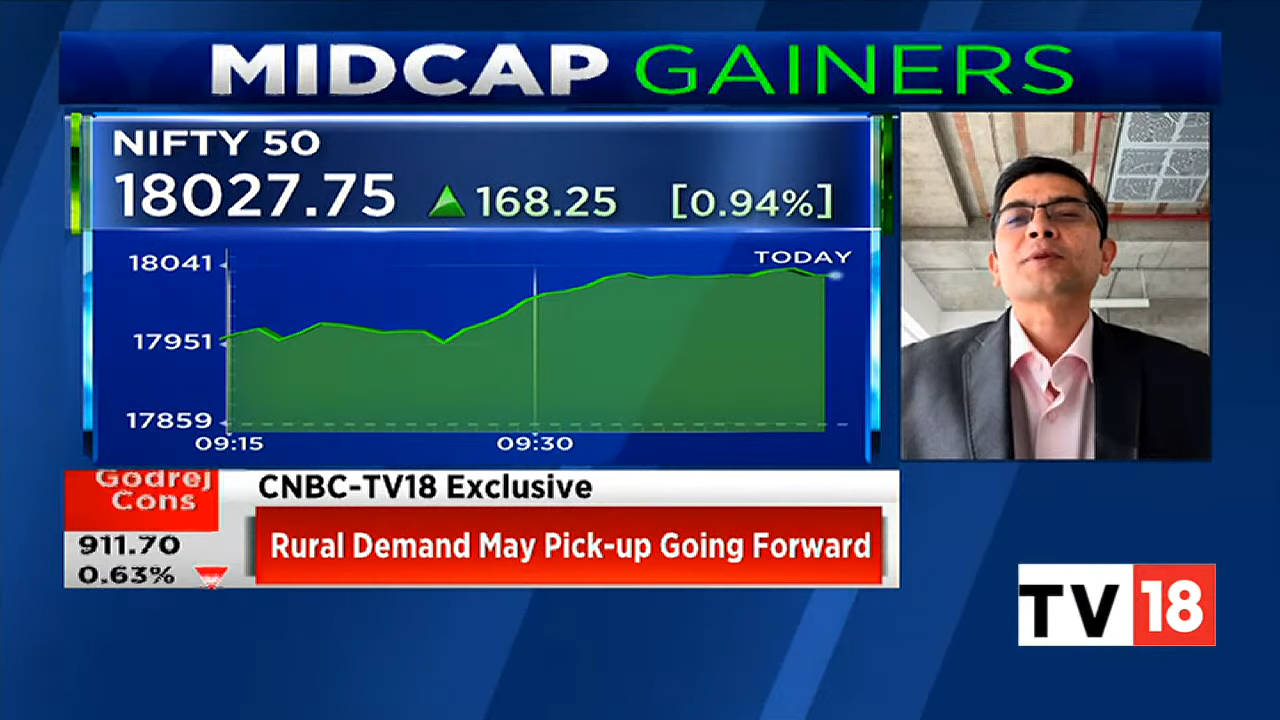 MIDCAP GAINERS
NIFTY 50
18027.75 ▲ 168.25 [0.94%]
TODAY
18041
17951
17859
09:15 09:30
Godrej
Cons
911.70
0.63% ▼
CNBC-TV18 Exclusive
Rural Demand May Pick-up Going Forward
TV18